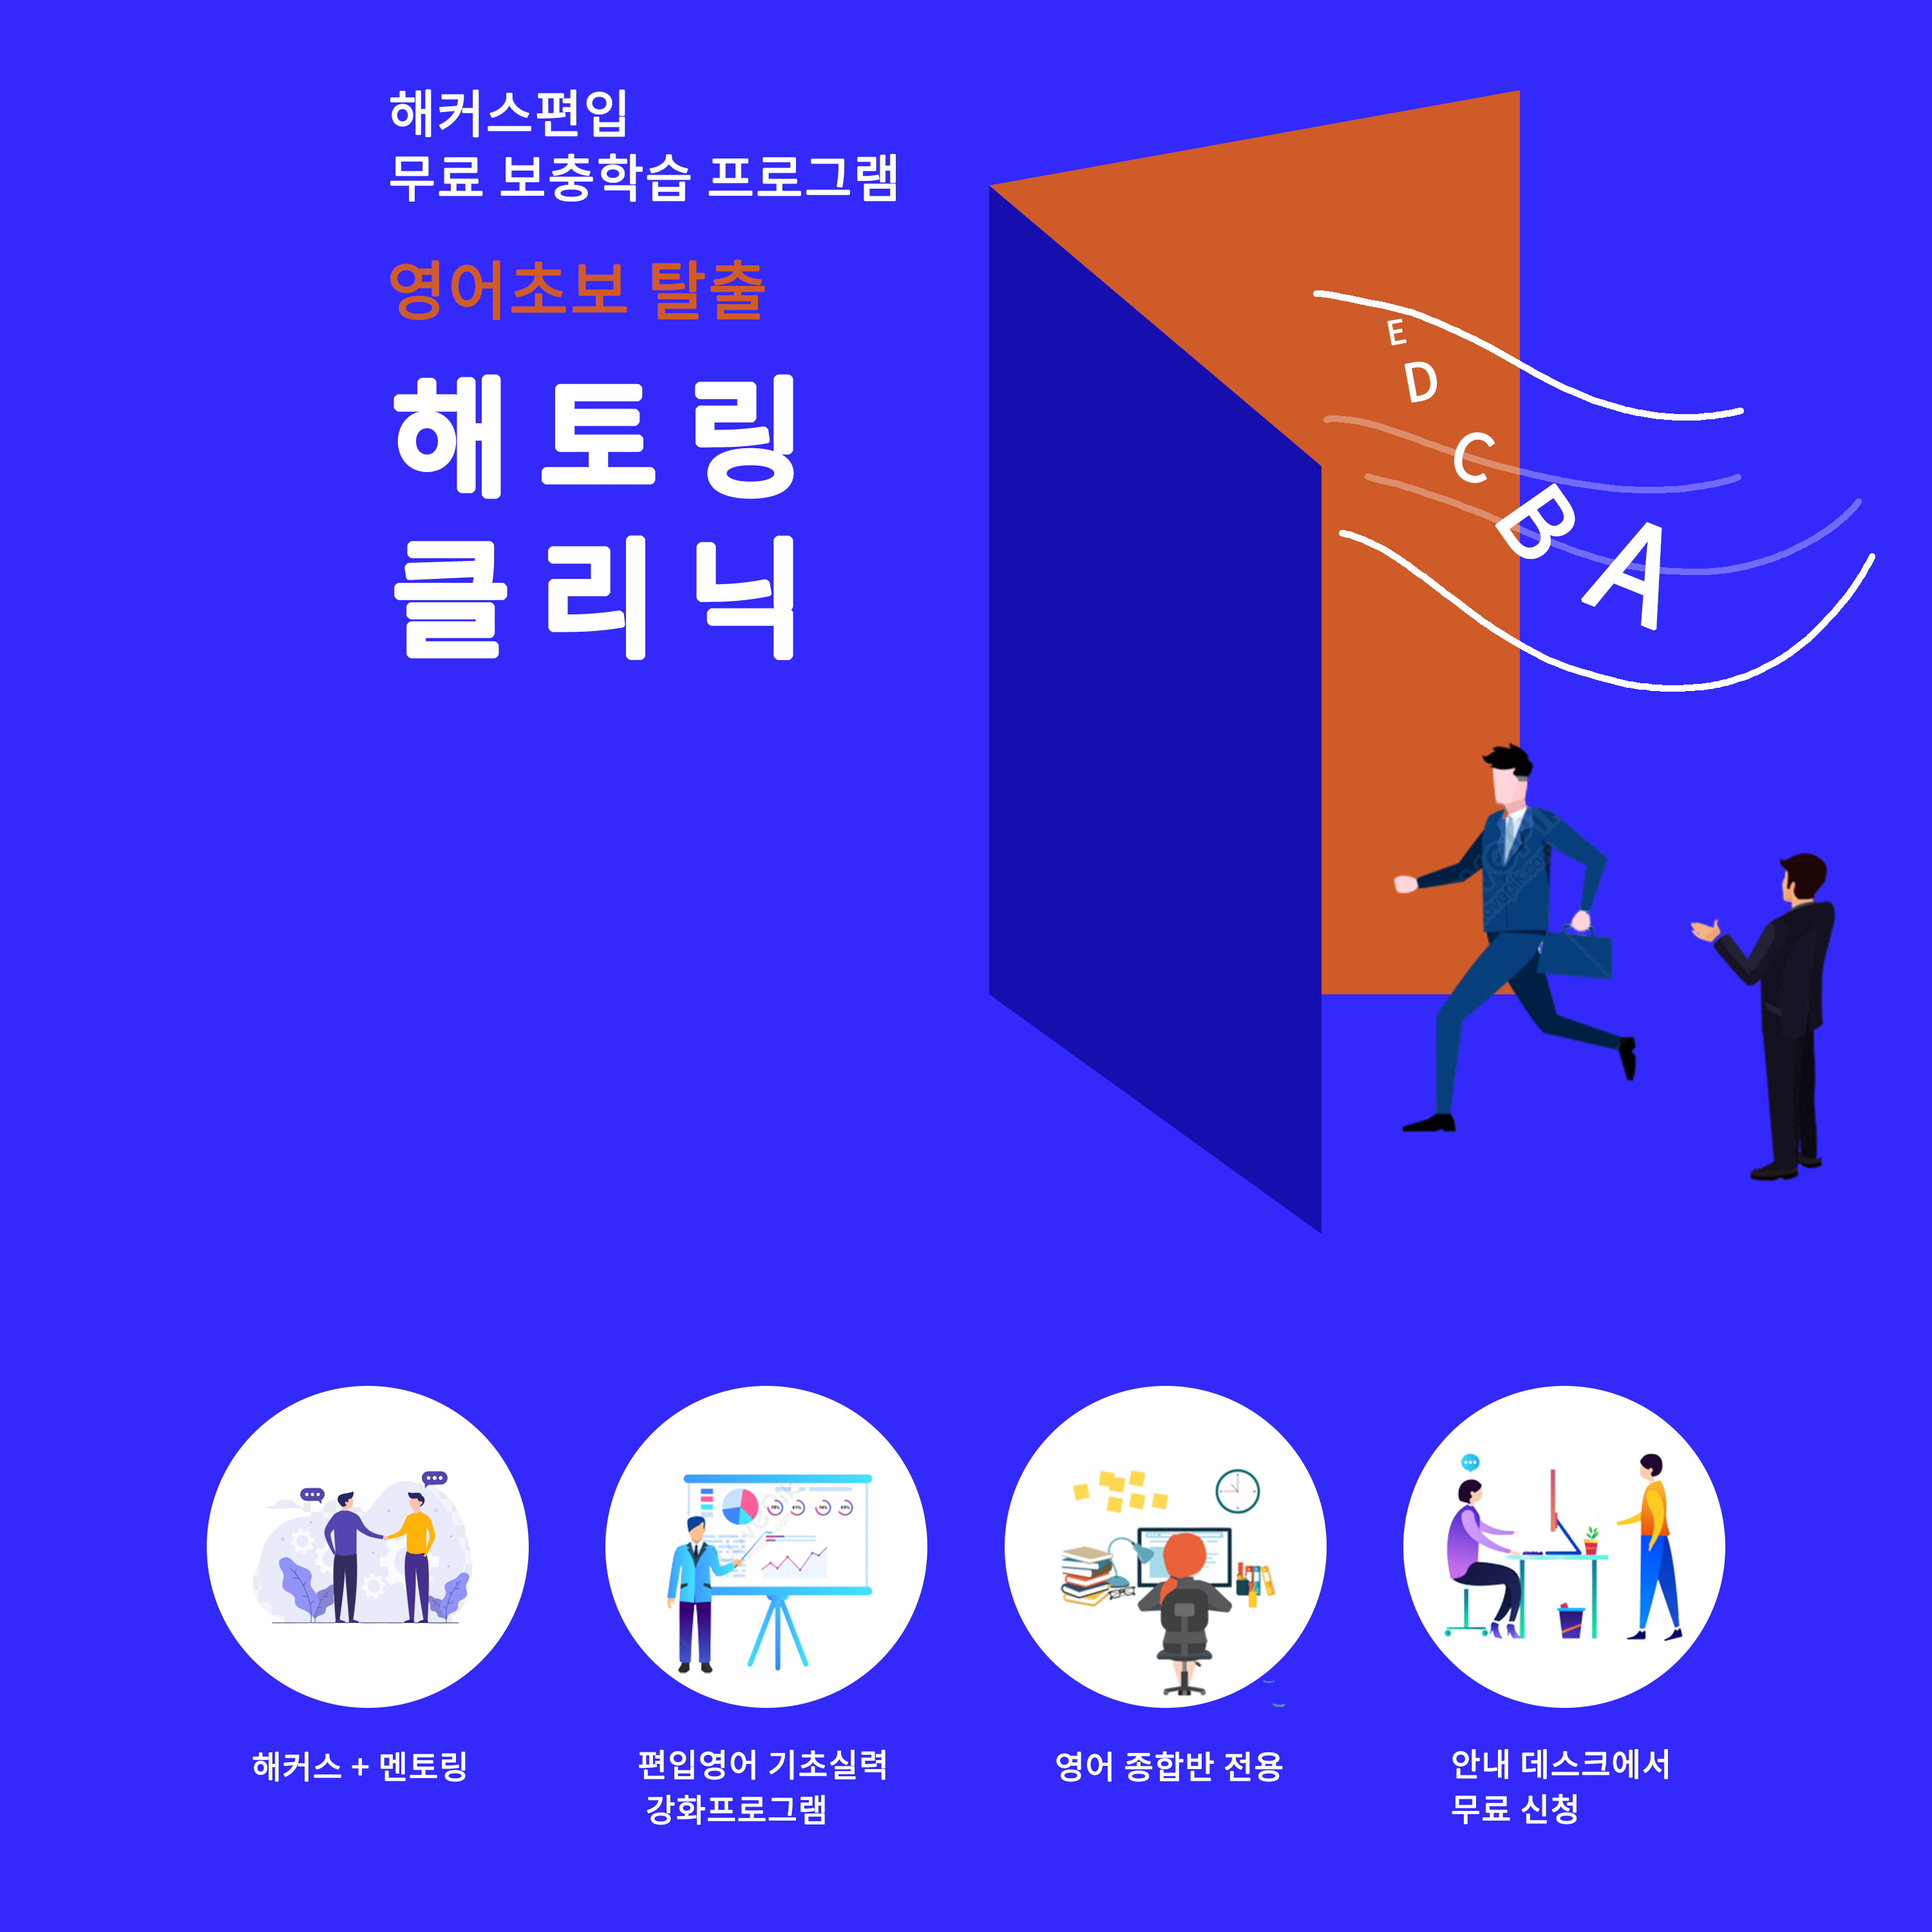 해커스편입
무료 보충학습 프로그램
영어초보 탈출
해토링
클리닉
E
D
C
B
A
해커스 + 멘토링
편입영어 기초실력
강화프로그램
영어 종합반 전용
안내 데스크에서
무료 신청